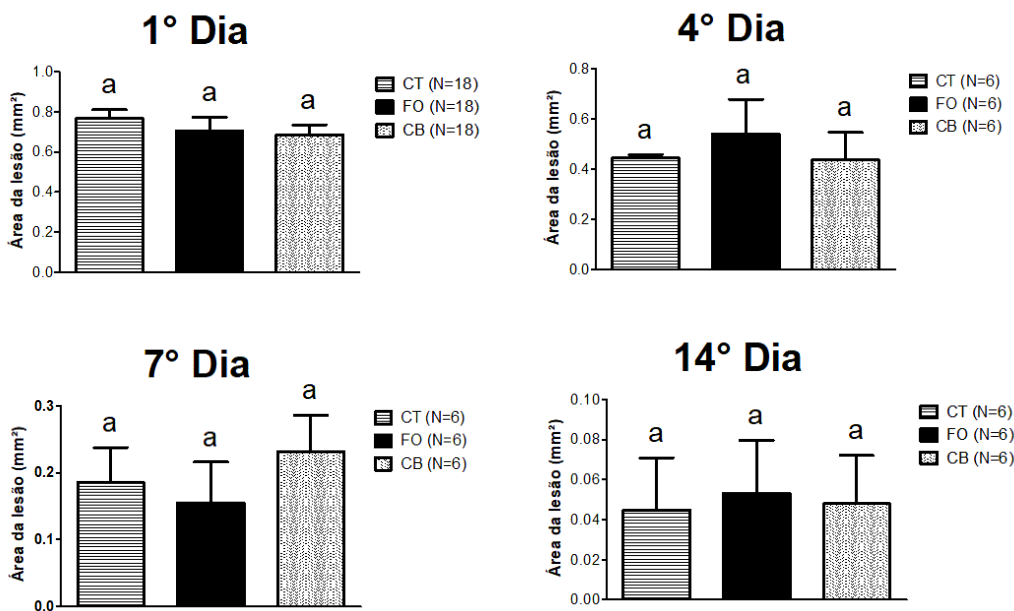 1° Dia
Área da lesão (mm²)
1.0
0.8
0.6
0.4
0.2
0.0
a
a
a
CT (N=18)
FO (N=18)
CB (N=18)
4° Dia
Área da lesão (mm²)
0.8
0.6
0.4
0.2
0.0
a
a
a
CT (N=6)
FO (N=6)
CB (N=6)
7° Dia
Área da lesão (mm²)
0.3
0.2
0.1
0.0
a
a
a
CT (N=6)
FO (N=6)
CB (N=6)
14° Dia
Área da lesão (mm²)
0.10
0.08
0.06
0.04
0.02
0.00
a
a
a
CT (N=6)
FO (N=6)
CB (N=6)